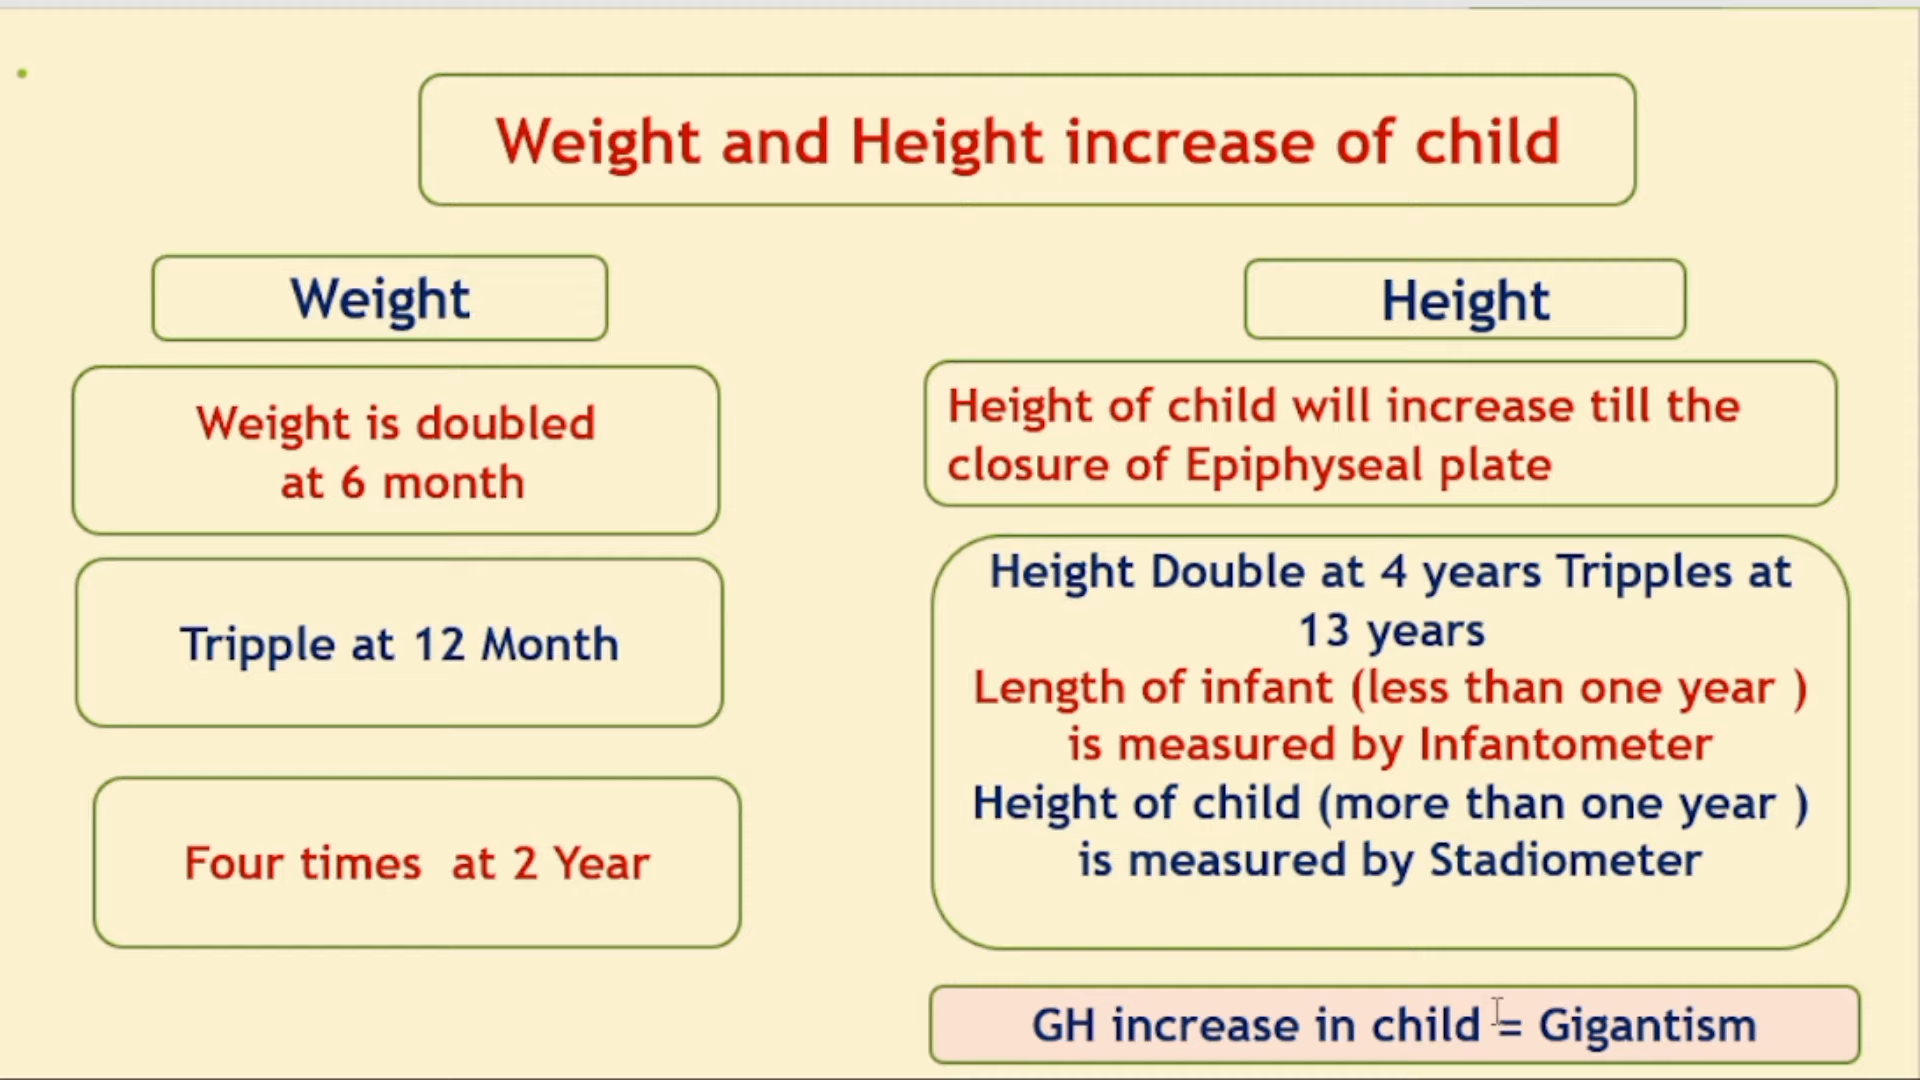 Weight and Height increase of child
Weight
Weight is doubled
at 6 month
Tripple at 12 Month
Four times at 2 Year
Height
Height of child will increase till the
closure of Epiphyseal plate
Height Double at 4 years Tripples at
13 years
Length of infant (less than one year )
is measured by Infantometer
Height of child (more than one year )
is measured by Stadiometer
GH increase in child = Gigantism